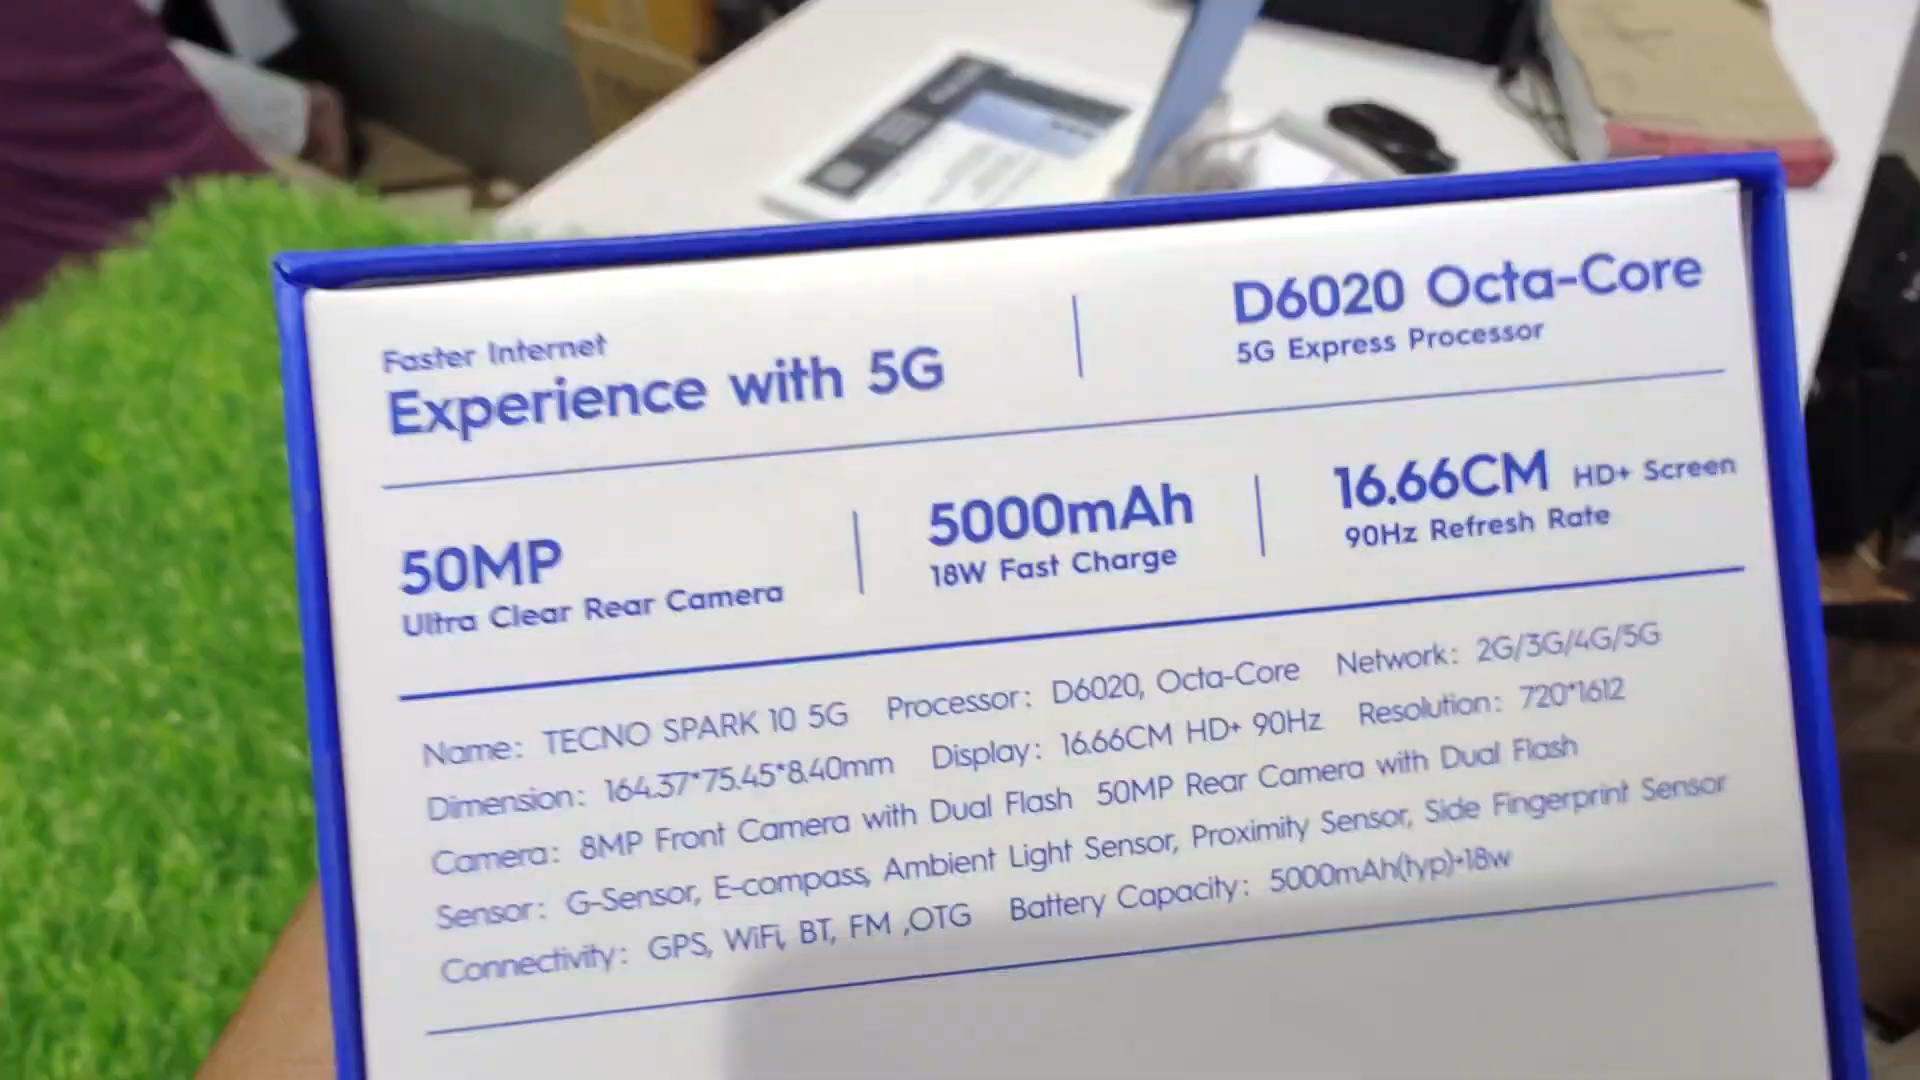 Faster Internet
Experience with 5G
D6020 Octa-Core
5G Express Processor
50MP
Ultra Clear Rear Camera
5000mAh
18W Fast Charge
16.66CM HD+ Screen
90Hz Refresh Rate
Name: TECNO SPARK 10 5G Processor: D6020, Octa-Core Network: 2G/3G/4G/5G
Dimension: 164.37*75.45*8.40mm Display: 16.66CM HD+ 90Hz Resolution: 720*1612
Camera: 8MP Front Camera with Dual Flash 50MP Rear Camera with Dual Flash
Sensor: G-Sensor, E-compass, Ambient Light Sensor, Proximity Sensor, Side Fingerprint Sensor
Connectivity: GPS, WiFi, BT, FM ,OTG Battery Capacity: 5000mAh(typ)+18w